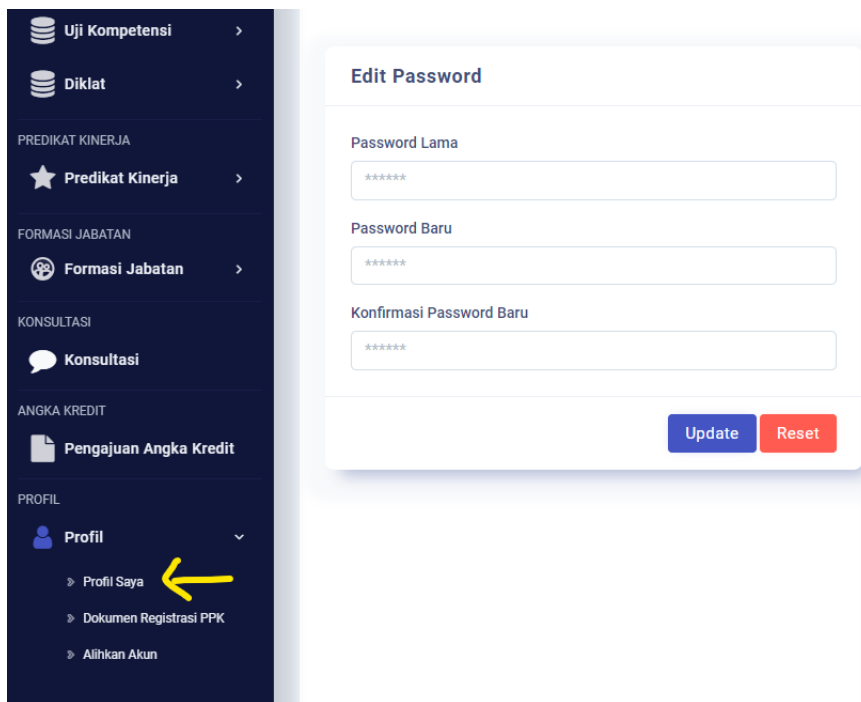 Uji Kompetensi
Diklat
PREDIKAT KINERJA
Predikat Kinerja
FORMASI JABATAN
Formasi Jabatan
KONSULTASI
Konsultasi
ANGKA KREDIT
Pengajuan Angka Kredit
PROFIL
Profil
Profil Saya
Dokumen Registrasi PPK
Alihkan Akun
Edit Password
Password Lama
******
Password Baru
******
Konfirmasi Password Baru
******
Update Reset